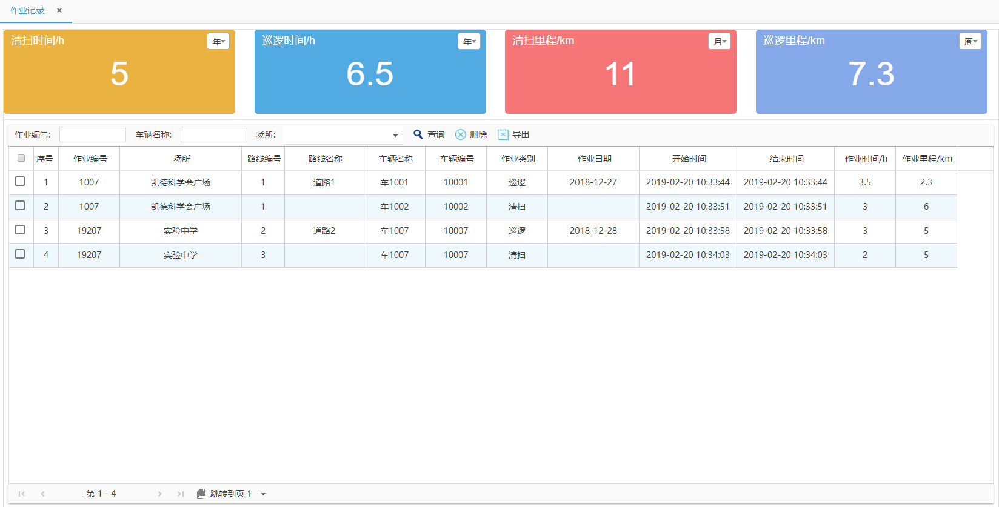 作业记录 ×
清扫时间/h 年
5
巡逻时间/h 年
6.5
清扫里程/km 月
11
巡逻里程/km 周
7.3
作业编号: 车辆名称: 场所: 查询 删除 导出
序号 作业编号 场所 路线编号 路线名称 车辆名称 车辆编号 作业类别 作业日期 开始时间 结束时间 作业时间/h 作业里程/km
1 1007 凯德科学会广场 1 道路1 车1001 10001 巡逻 2018-12-27 2019-02-20 10:33:44 2019-02-20 10:33:44 3.5 2.3
2 1007 凯德科学会广场 1 车1002 10002 清扫 2019-02-20 10:33:51 2019-02-20 10:33:51 3 6
3 19207 实验中学 2 道路2 车1007 10007 巡逻 2018-12-28 2019-02-20 10:33:58 2019-02-20 10:33:58 3 5
4 19207 实验中学 3 车1007 10007 清扫 2019-02-20 10:34:03 2019-02-20 10:34:03 2 5
第 1 - 4 跳转到页 1